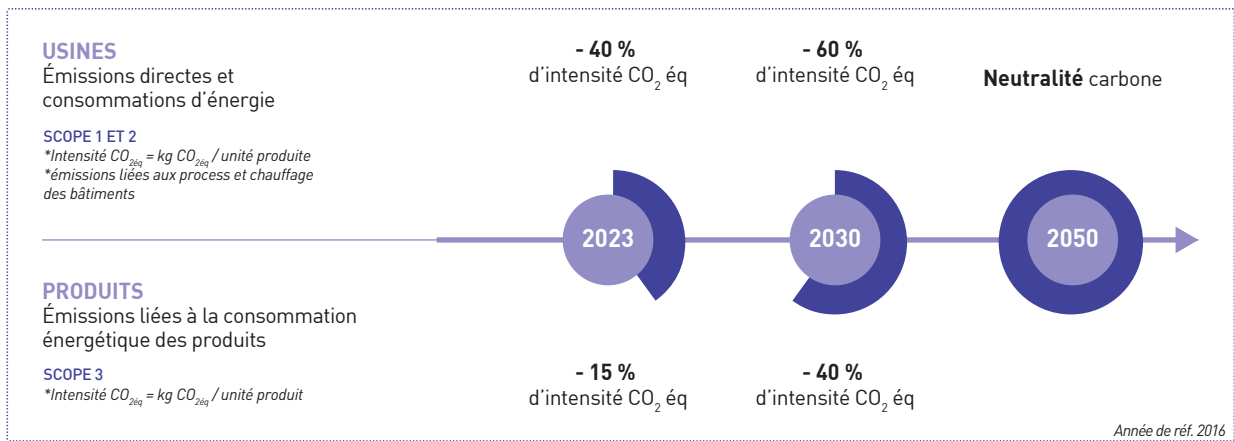 USINES
Émissions directes et
consommations d'énergie
SCOPE 1 ET 2
*Intensité CO₂éq = kg CO₂éq / unité produite
*émissions liées aux process et chauffage
des bâtiments
- 40 %
d'intensité CO₂ éq
- 60 %
d'intensité CO₂ éq
Neutralité carbone
2023
2030
2050
PRODUITS
Émissions liées à la consommation
énergétique des produits
SCOPE 3
*Intensité CO₂éq = kg CO₂éq / unité produit
- 15 %
d'intensité CO₂ éq
- 40 %
d'intensité CO₂ éq
Année de réf. 2016